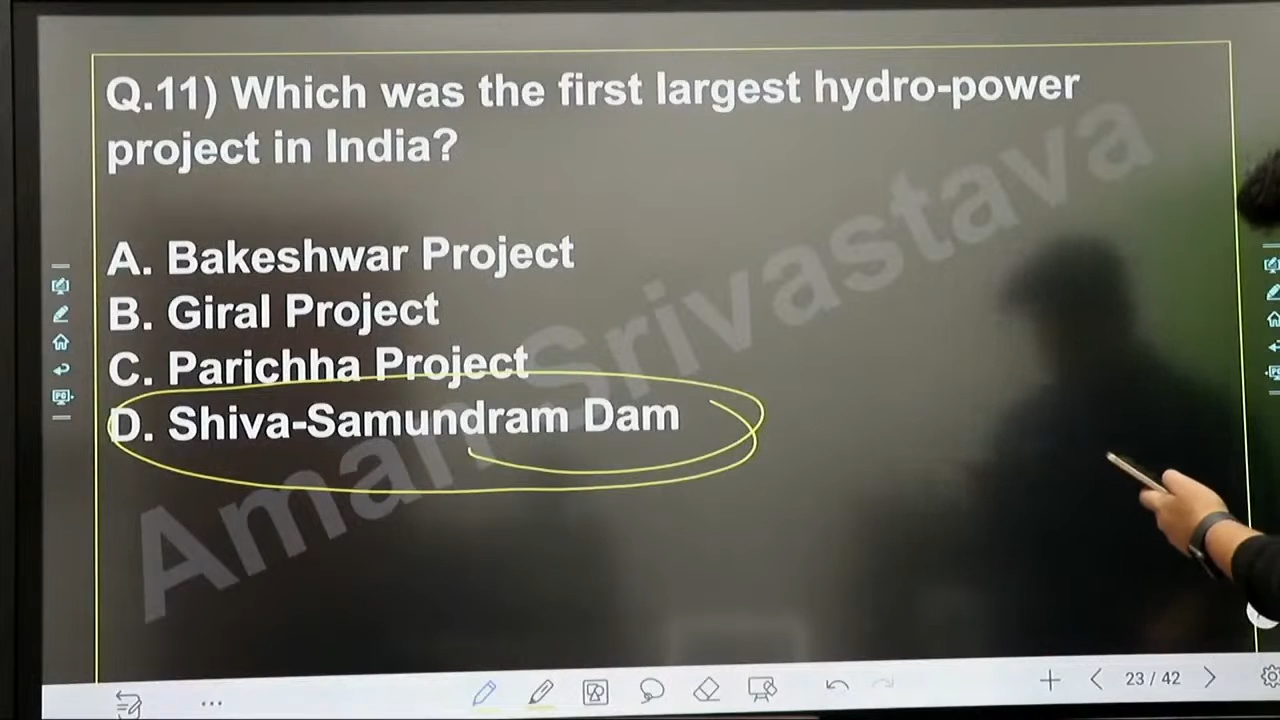 Q.11) Which was the first largest hydro-power
project in India?
A. Bakeshwar Project
B. Giral Project
C. Parichha Project
D. Shiva-Samundram Dam
Aman Srivastava
23 / 42